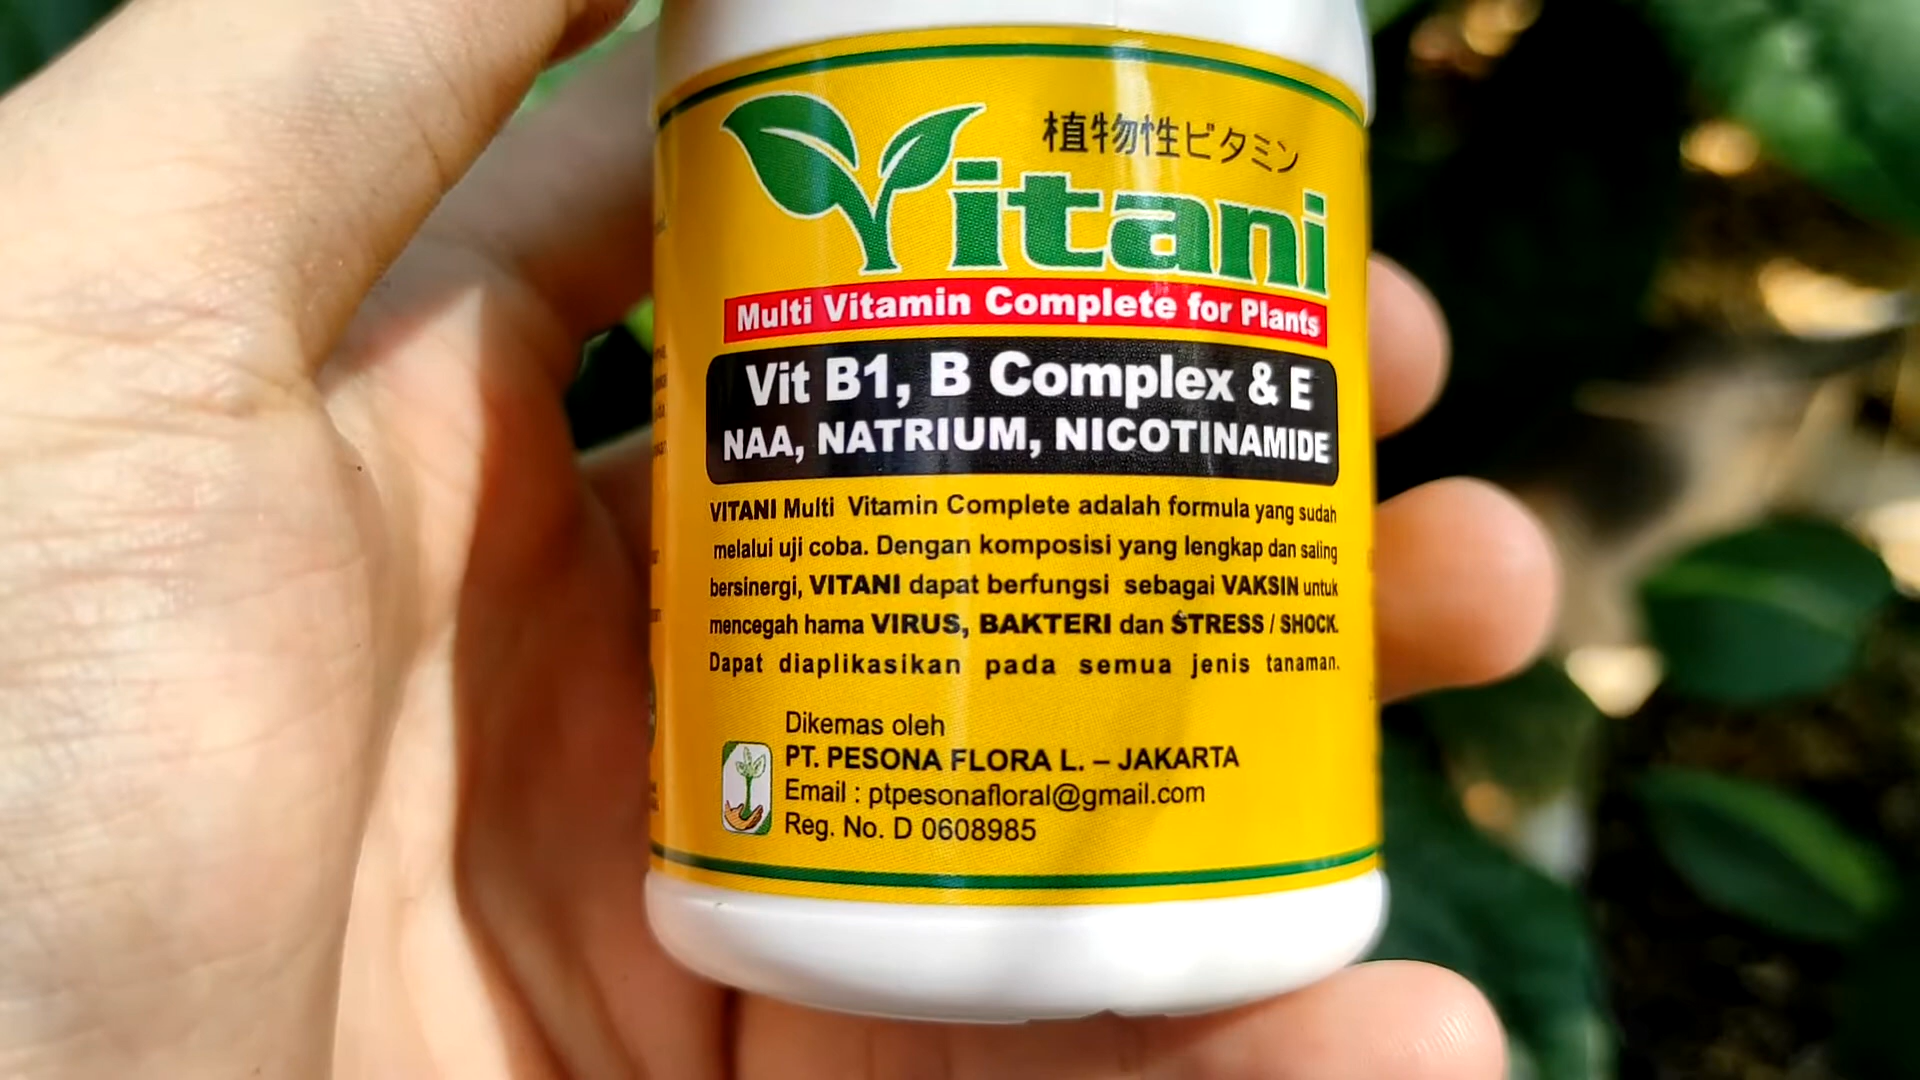 植物性ビタミン
Vitani
Multi Vitamin Complete for Plants
Vit B1, B Complex & E
NAA, NATRIUM, NICOTINAMIDE
VITANI Multi Vitamin Complete adalah formula yang sudah
melalui uji coba. Dengan komposisi yang lengkap dan saling
bersinergi, VITANI dapat berfungsi sebagai VAKSIN untuk
mencegah hama VIRUS, BAKTERI dan STRESS / SHOCK.
Dapat diaplikasikan pada semua jenis tanaman.
Dikemas oleh
PT. PESONA FLORA L. – JAKARTA
Email : ptpesonafloral@gmail.com
Reg. No. D 0608985